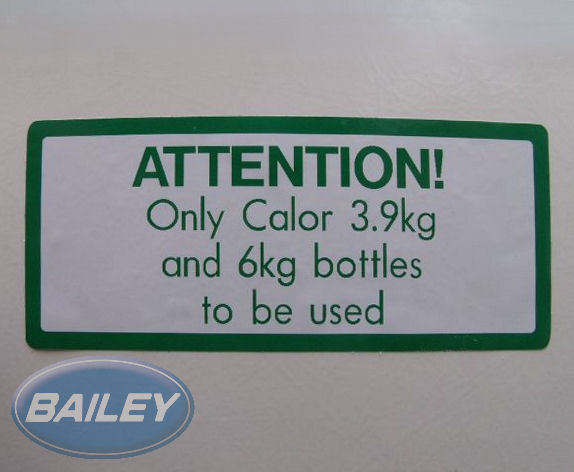 ATTENTION!
Only Calor 3.9kg
and 6kg bottles
to be used
BAILEY